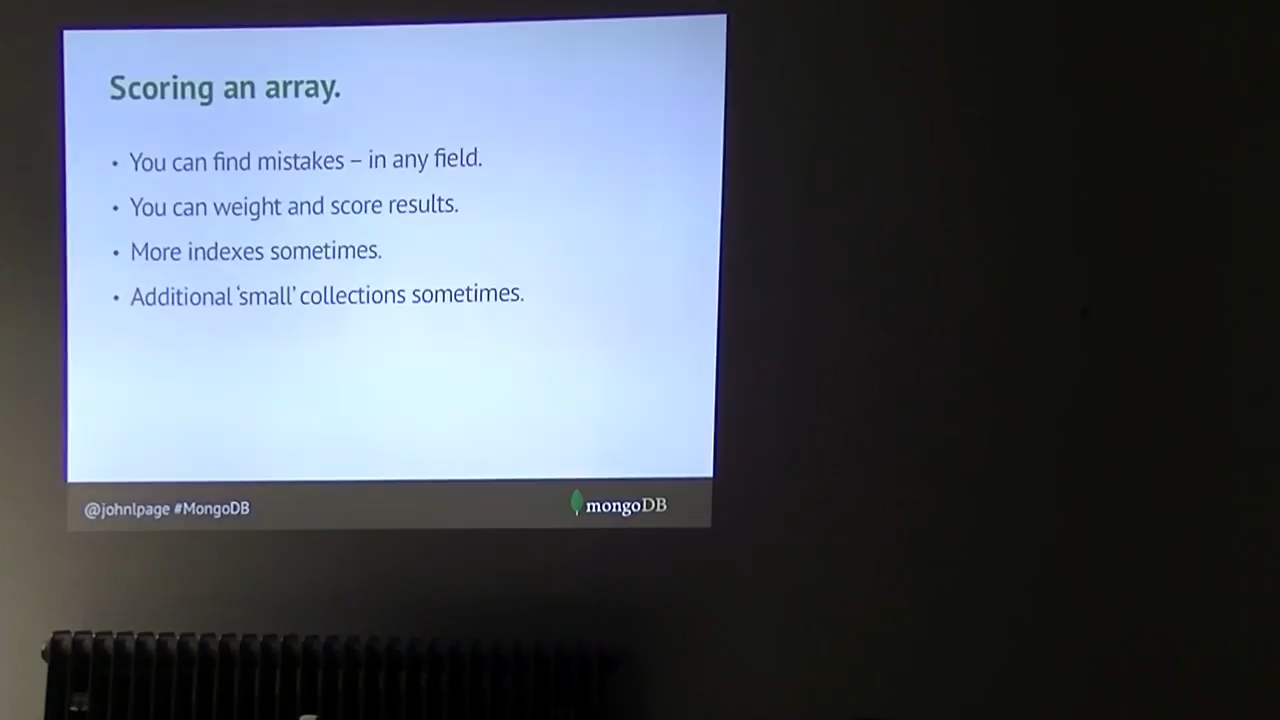 Scoring an array.
• You can find mistakes – in any field.
• You can weight and score results.
• More indexes sometimes.
• Additional ‘small’ collections sometimes.
@johnlpage #MongoDB
mongoDB